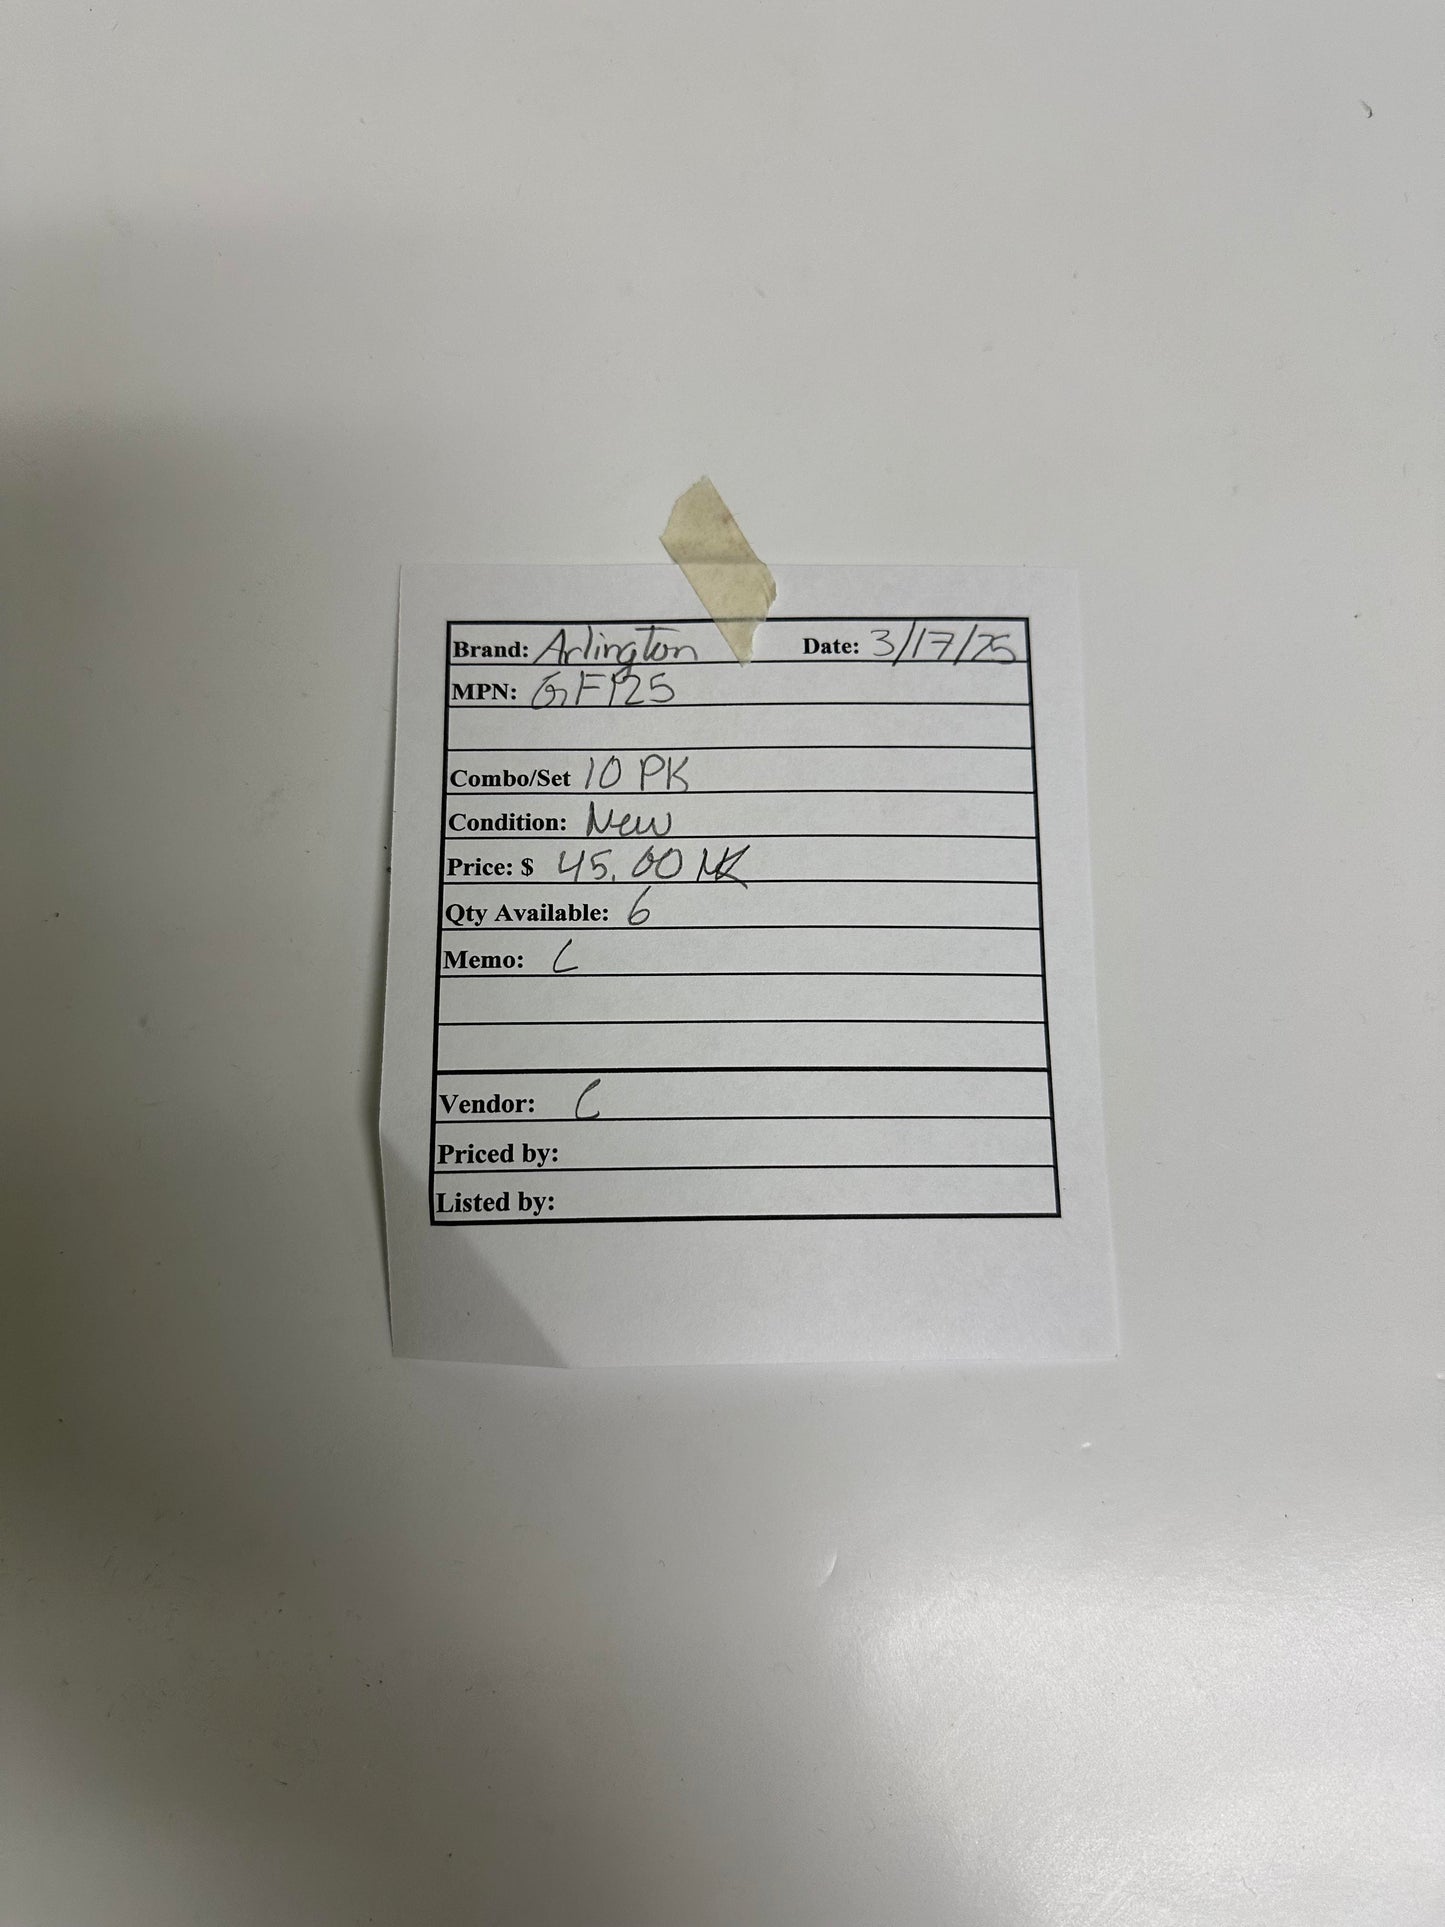 Brand: Arlington Date: 3/17/25
MPN: GF125
Combo/Set 10 PK
Condition: New
Price: $ 45.00 NK
Qty Available: 6
Memo: C
Vendor: C
Priced by:
Listed by: